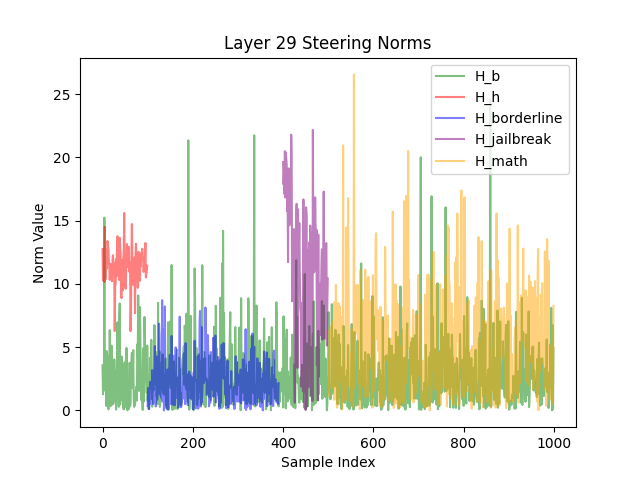 Layer 29 Steering Norms
H_b
H_h
H_borderline
H_jailbreak
H_math
Norm Value
25
20
15
10
5
0
0
200
400
600
800
1000
Sample Index